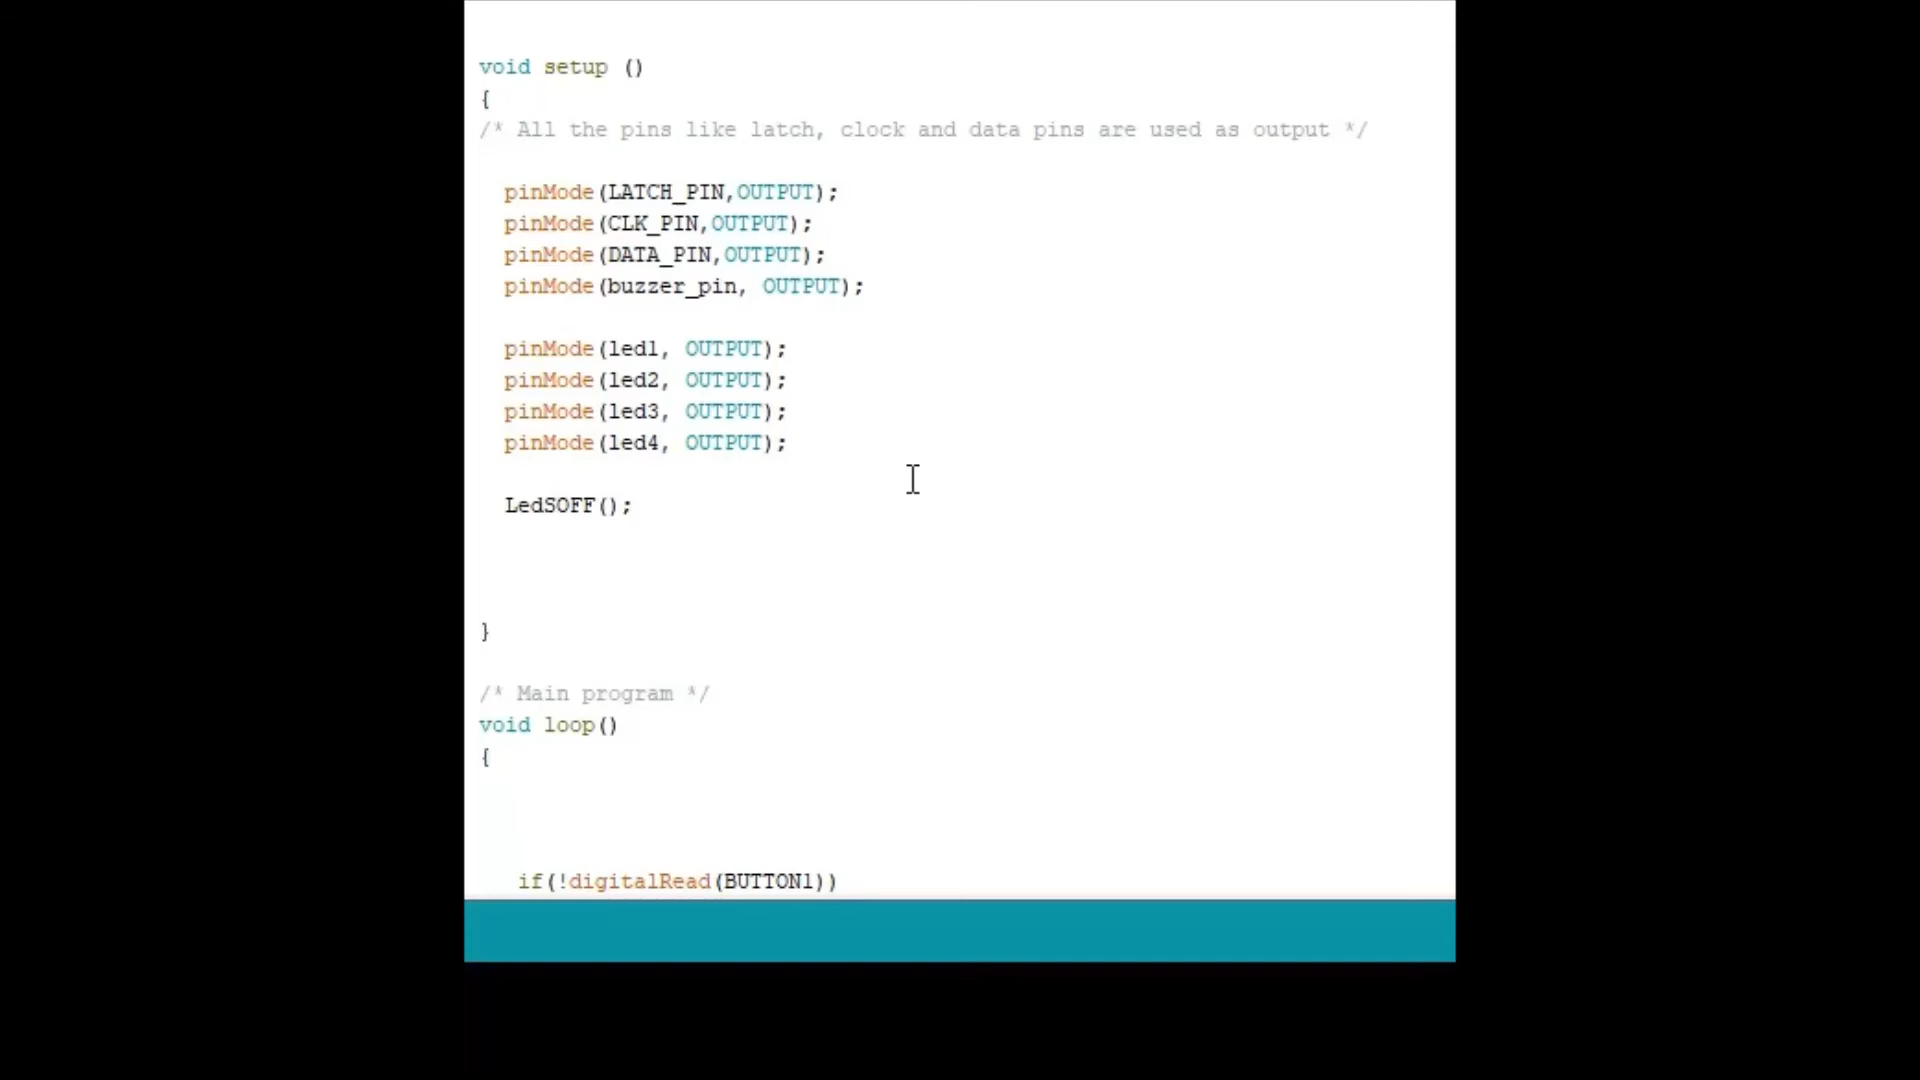 void setup ()
{
/* All the pins like latch, clock and data pins are used as output */
pinMode(LATCH_PIN,OUTPUT);
pinMode(CLK_PIN,OUTPUT);
pinMode(DATA_PIN,OUTPUT);
pinMode(buzzer_pin, OUTPUT);
pinMode(led1, OUTPUT);
pinMode(led2, OUTPUT);
pinMode(led3, OUTPUT);
pinMode(led4, OUTPUT);
LedSOFF();
}
/* Main program */
void loop()
{
if(!digitalRead(BUTTON1))